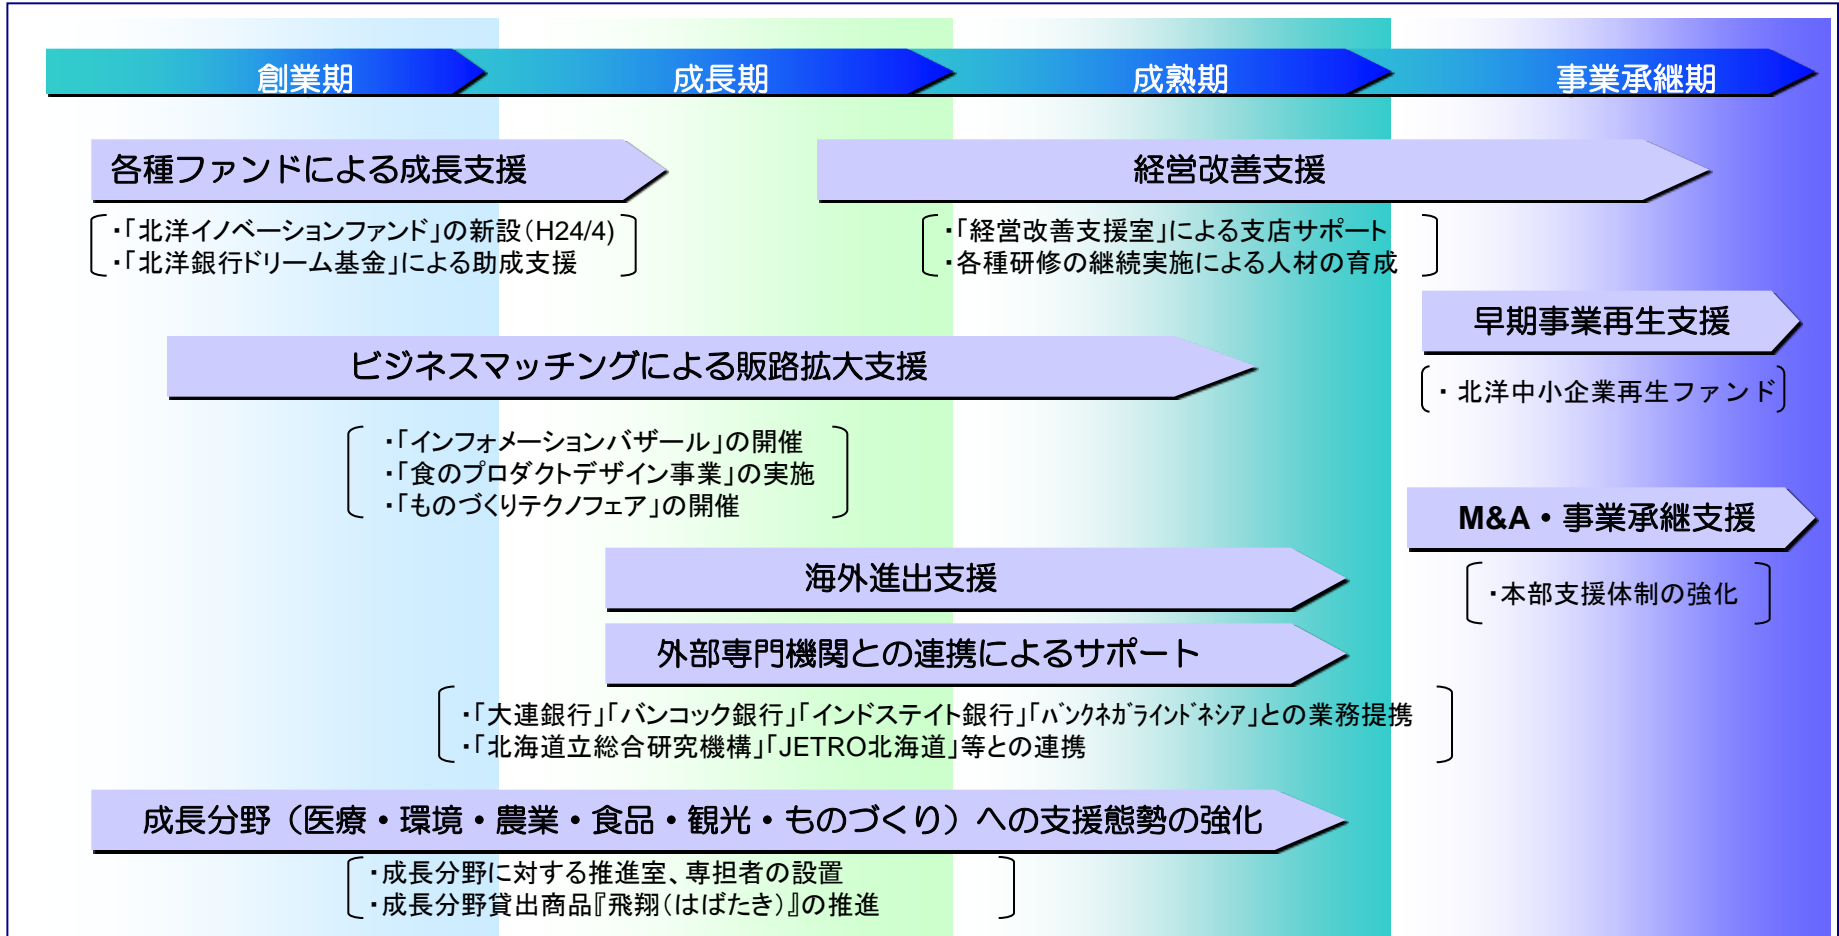 創業期
成長期
成熟期
事業承継期
各種ファンドによる成長支援
・「北洋イノベーションファンド」の新設（H24/4）
・「北洋銀行ドリーム基金」による助成支援
経営改善支援
・「経営改善支援室」による支店サポート
・各種研修の継続実施による人材の育成
早期事業再生支援
・北洋中小企業再生ファンド
ビジネスマッチングによる販路拡大支援
・「インフォメーションバザール」の開催
・「食のプロダクトデザイン事業」の実施
・「ものづくりテクノフェア」の開催
M&A・事業承継支援
・本部支援体制の強化
海外進出支援
外部専門機関との連携によるサポート
・「大連銀行」「バンコック銀行」「インドステイト銀行」「ﾊﾞﾝｸﾈｶﾞﾗｲﾝﾄﾞﾈｼｱ」との業務提携
・「北海道立総合研究機構」「JETRO北海道」等との連携
成長分野（医療・環境・農業・食品・観光・ものづくり）への支援態勢の強化
・成長分野に対する推進室、専担者の設置
・成長分野貸出商品『飛翔（はばたき）』の推進